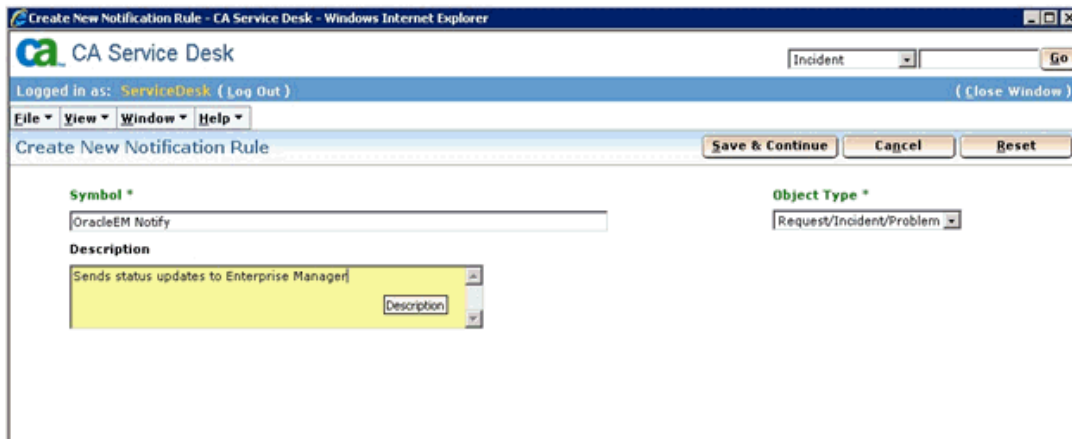 Create New Notification Rule - CA Service Desk - Windows Internet Explorer
ca CA Service Desk
Incident Go
Logged in as: ServiceDesk ( Log Out ) ( Close Window )
File View Window Help
Create New Notification Rule Save & Continue Cancel Reset
Symbol * Object Type *
OracleEM Notify Request/Incident/Problem
Description
Sends status updates to Enterprise Manager
Description